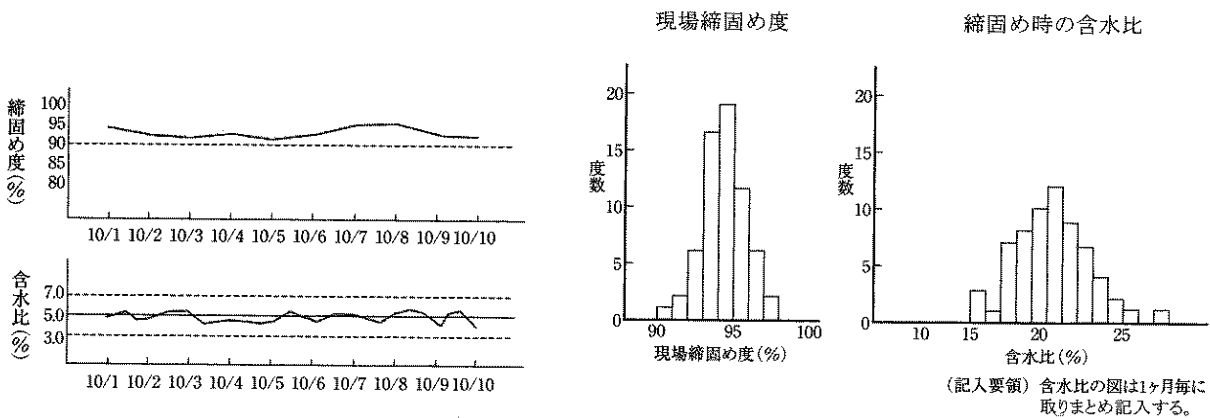 締固め度(%)
100
95
90
85
80
10/1 10/2 10/3 10/4 10/5 10/6 10/7 10/8 10/9 10/10
含水比(%)
7.0
5.0
3.0
10/1 10/2 10/3 10/4 10/5 10/6 10/7 10/8 10/9 10/10
現場締固め度
度数
20
15
10
5
0
90 95 100
現場締固め度(%)
締固め時の含水比
度数
20
15
10
5
0
10 15 20 25
含水比(%)
(記入要領) 含水比の図は1ヶ月毎に
取りまとめ記入する。